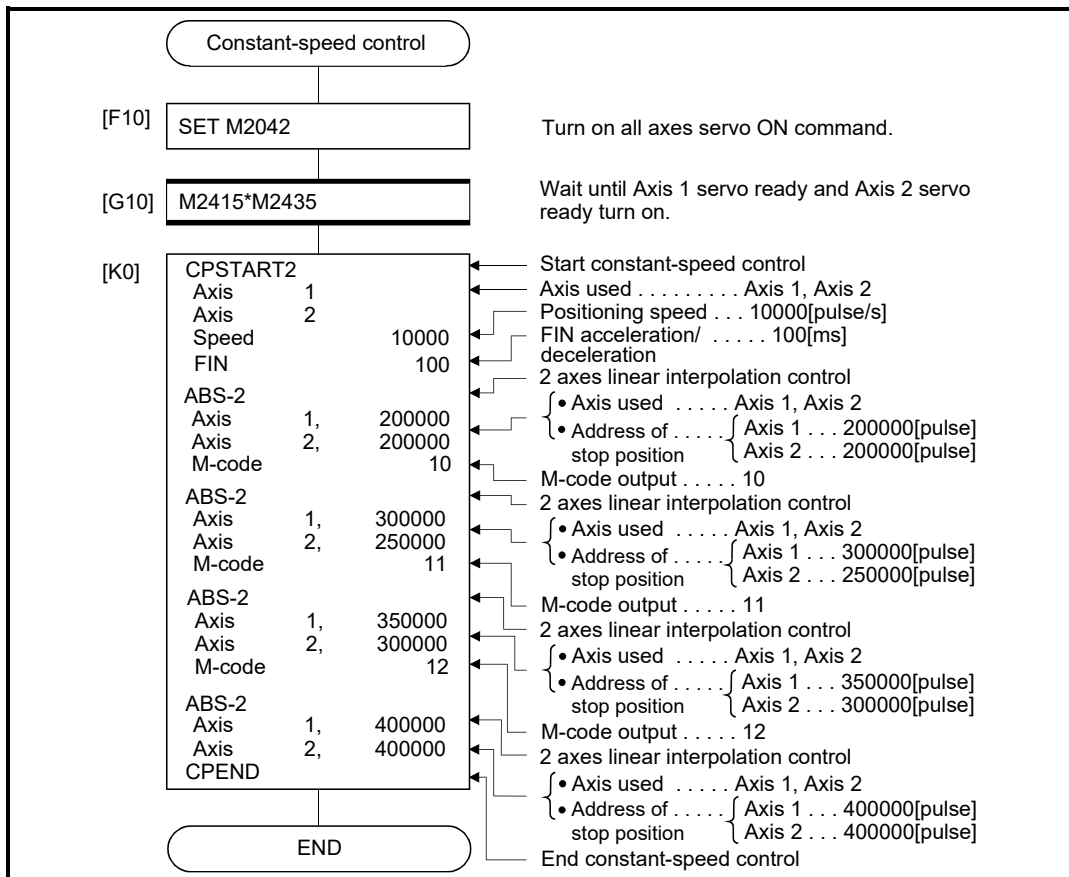 Constant-speed control
[F10] SET M2042
Turn on all axes servo ON command.
[G10] M2415*M2435
Wait until Axis 1 servo ready and Axis 2 servo
ready turn on.
[K0]
CPSTART2
Axis 1
Axis 2
Speed 10000
FIN 100
ABS-2
Axis 1, 200000
Axis 2, 200000
M-code 10
ABS-2
Axis 1, 300000
Axis 2, 250000
M-code 11
ABS-2
Axis 1, 350000
Axis 2, 300000
M-code 12
ABS-2
Axis 1, 400000
Axis 2, 400000
CPEND
END
Start constant-speed control
Axis used . . . . . . . . . Axis 1, Axis 2
Positioning speed . . . 10000[pulse/s]
FIN acceleration/ . . . . . 100[ms]
deceleration
2 axes linear interpolation control
• Axis used . . . . . Axis 1, Axis 2
• Address of . . . . . Axis 1 . . . 200000[pulse]
stop position Axis 2 . . . 200000[pulse]
M-code output . . . . . 10
2 axes linear interpolation control
• Axis used . . . . . Axis 1, Axis 2
• Address of . . . . . Axis 1 . . . 300000[pulse]
stop position Axis 2 . . . 250000[pulse]
M-code output . . . . . 11
2 axes linear interpolation control
• Axis used . . . . . Axis 1, Axis 2
• Address of . . . . . Axis 1 . . . 350000[pulse]
stop position Axis 2 . . . 300000[pulse]
M-code output . . . . . 12
2 axes linear interpolation control
• Axis used . . . . . Axis 1, Axis 2
• Address of . . . . . Axis 1 . . . 400000[pulse]
stop position Axis 2 . . . 400000[pulse]
End constant-speed control